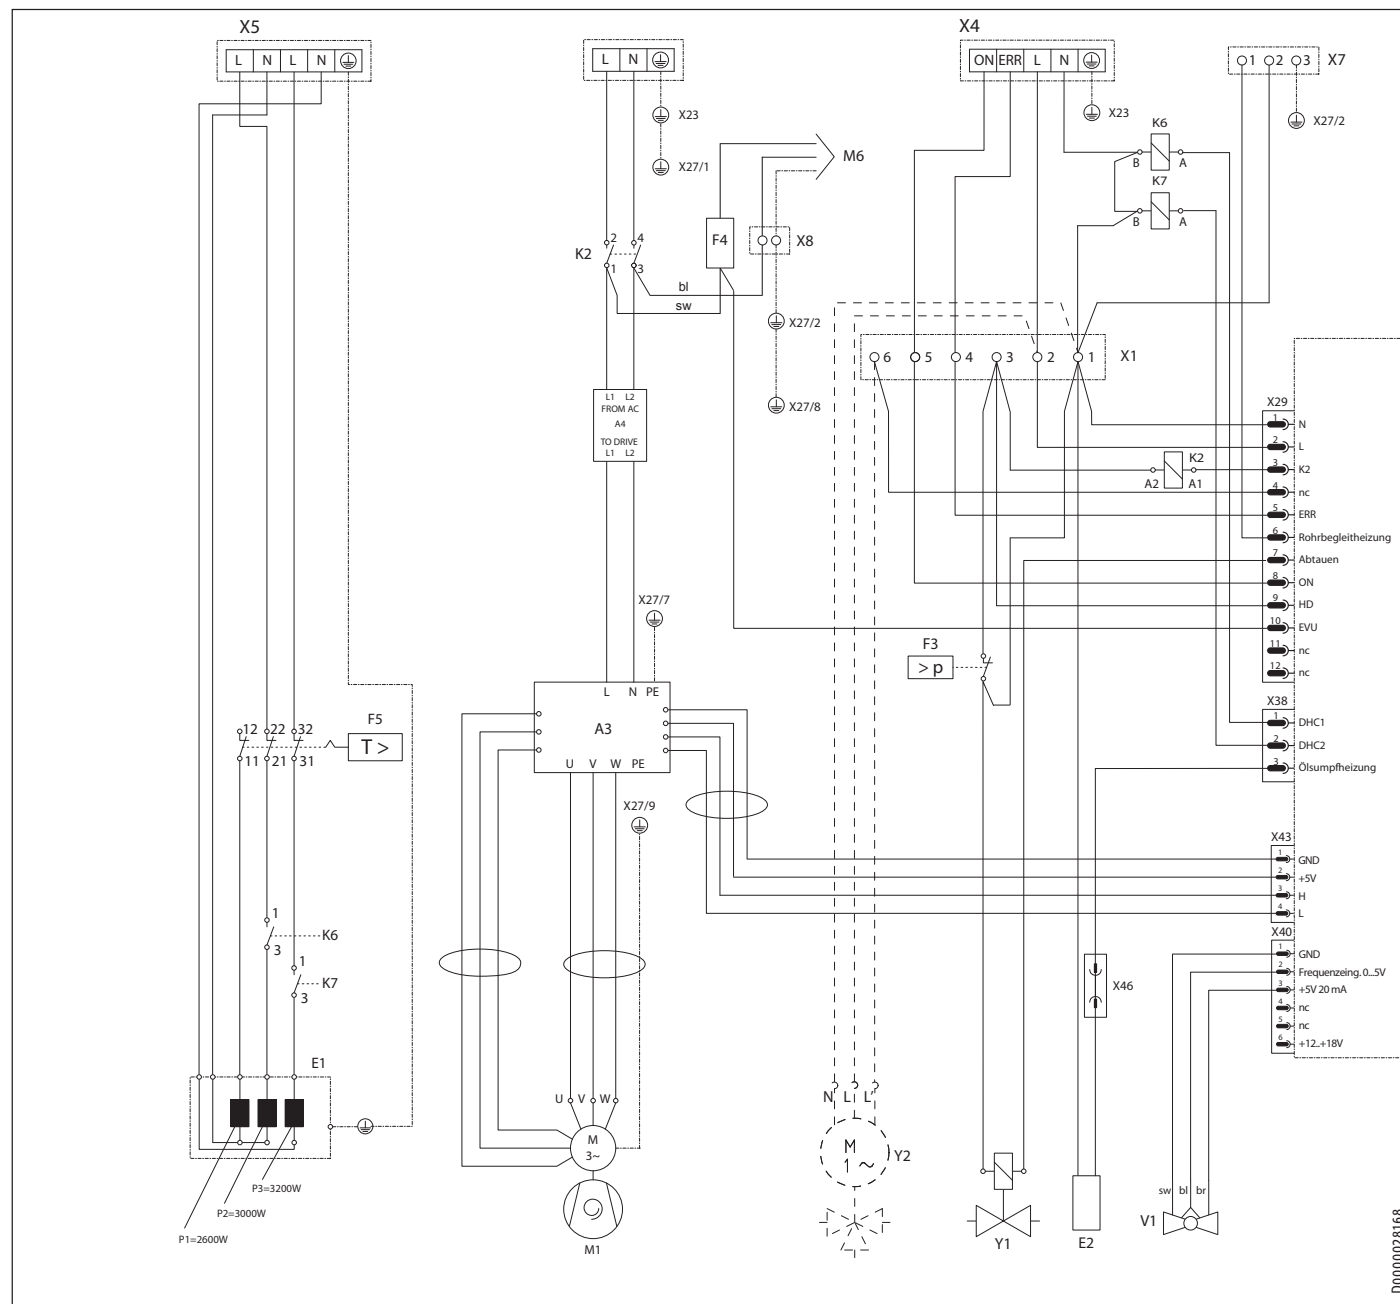 X5
L N L N
L N
X4
ON ERR L N
1 2 3 X7
X23
X27/1
X23
X27/2
K6
B A
K7
B A
M6
F4
X8
K2
2 4
1 3
bl
sw
X27/2
X27/8
6 5 4 3 2 1 X1
L1 L2
FROM AC
A4
TO DRIVE
L1 L2
X29
1 N
2 L
3 K2
4 nc
5 ERR
6 Rohrbegleitheizung
7 Abtauen
8 ON
9 HD
10 EVU
11 nc
12 nc
K2
A2 A1
X27/7
F3
> p
L N PE
A3
U V W PE
X38
1 DHC1
2 DHC2
3 Ölsumpfheizung
12 22 32
11 21 31
F5
T >
X27/9
X43
1 GND
2 +5V
3 H
4 L
X40
1 GND
2 Frequenzeing. 0...5V
3 +5V 20 mA
4 nc
5 nc
6 +12..+18V
1
3
K6
1
3
K7
X46
E1
U V W
M
3~
M1
N L L'
M
1 ~
Y2
Y1
E2
sw bl br
V1
P3=3200W
P2=3000W
P1=2600W
D0000028168